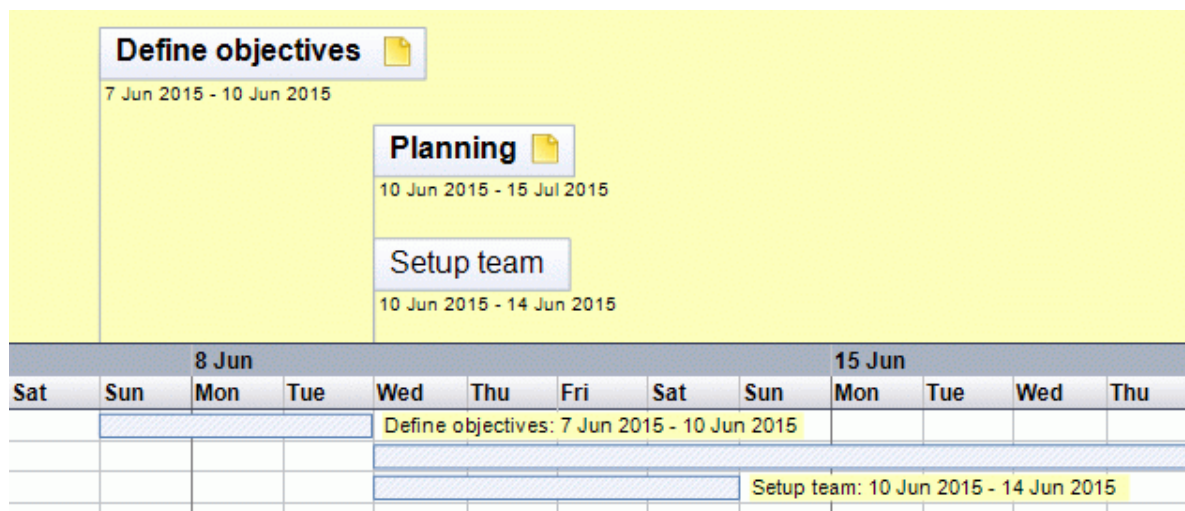 Define objectives
7 Jun 2015 - 10 Jun 2015
Planning
10 Jun 2015 - 15 Jul 2015
Setup team
10 Jun 2015 - 14 Jun 2015
8 Jun 15 Jun
Sat Sun Mon Tue Wed Thu Fri Sat Sun Mon Tue Wed Thu
Define objectives: 7 Jun 2015 - 10 Jun 2015
Setup team: 10 Jun 2015 - 14 Jun 2015